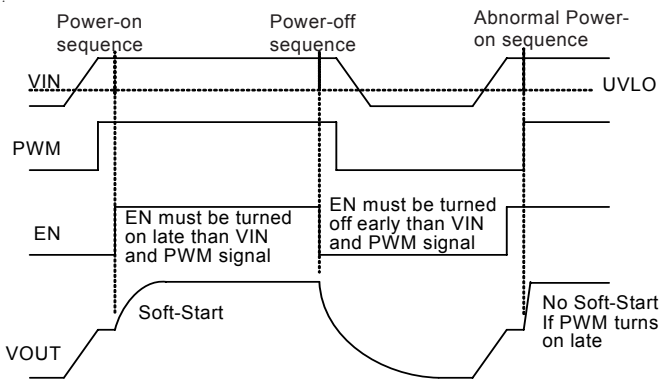 Power-on
sequence
Power-off
sequence
Abnormal Power-
on sequence
VIN
UVLO
PWM
EN
EN must be turned
on late than VIN
and PWM signal
EN must be turned
off early than VIN
and PWM signal
Soft-Start
No Soft-Start
If PWM turns
on late
VOUT